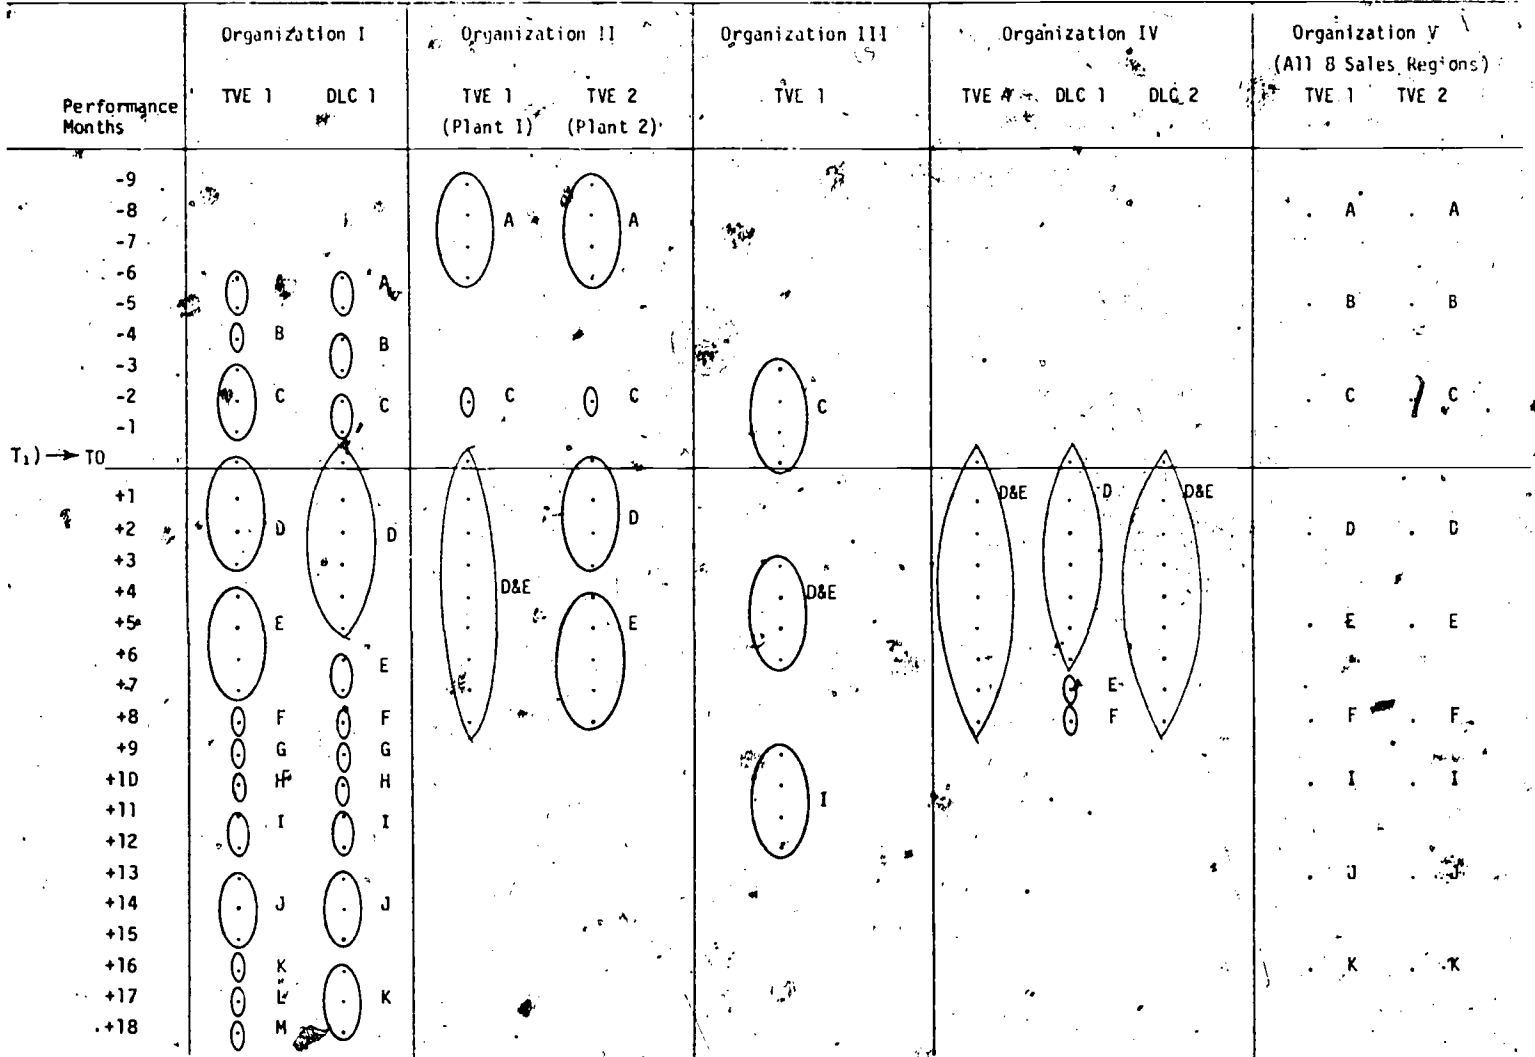 Organization I Organization II Organization III Organization IV Organization V
(All 8 Sales Regions)
TVE 1 DLC 1 TVE 1 TVE 2 TVE 1 TVE DLC 1 DLC 2 TVE 1 TVE 2
Performance
Months (Plant I) (Plant 2)
-9
-8 A A A A
-7
-6 A A
-5 B B
-4 B B
-3
-2 C C C C C C C
-1
T₁) → T0
+1 D&E D D&E
+2 D D D D D
+3
+4 D&E D&E
+5 E E E E
+6 E
+7 E
+8 F F F F F
+9 G G
+10 H H I I
+11 I I I
+12
+13 J J
+14 J J
+15
+16 K K K
+17 L K
+18 M